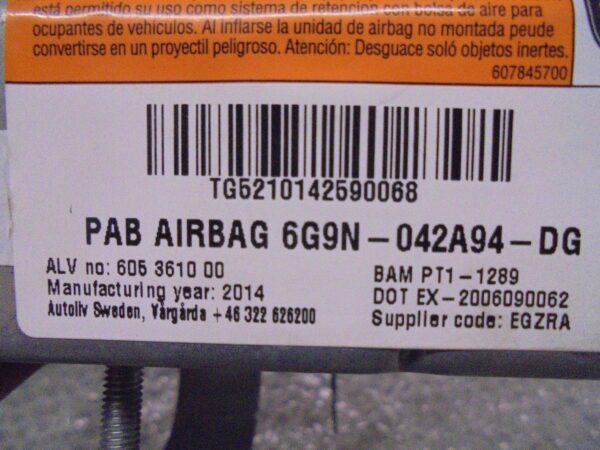 está permitido su uso como sistema de retencion con bolsa de aire para
ocupantes de vehículos. Al inflarse la unidad de airbag no montada peude
convertirse en un proyectil peligroso. Atención: Desguace soló objetos inertes.
607845700
TG5210142590068
PAB AIRBAG 6G9N-042A94-DG
ALV no: 605 3610 00
BAM PT1-1289
Manufacturing year: 2014
DOT EX-2006090062
Autoliv Sweden, Vårgårda +46 322 626200
Supplier code: EGZRA